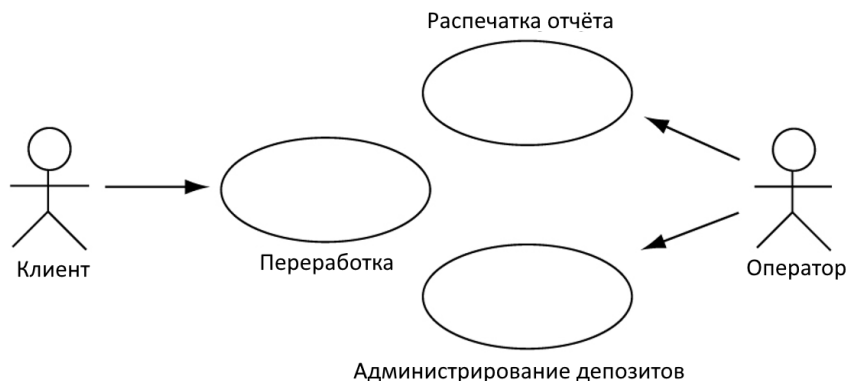 Распечатка отчёта
Клиент
Переработка
Оператор
Администрирование депозитов